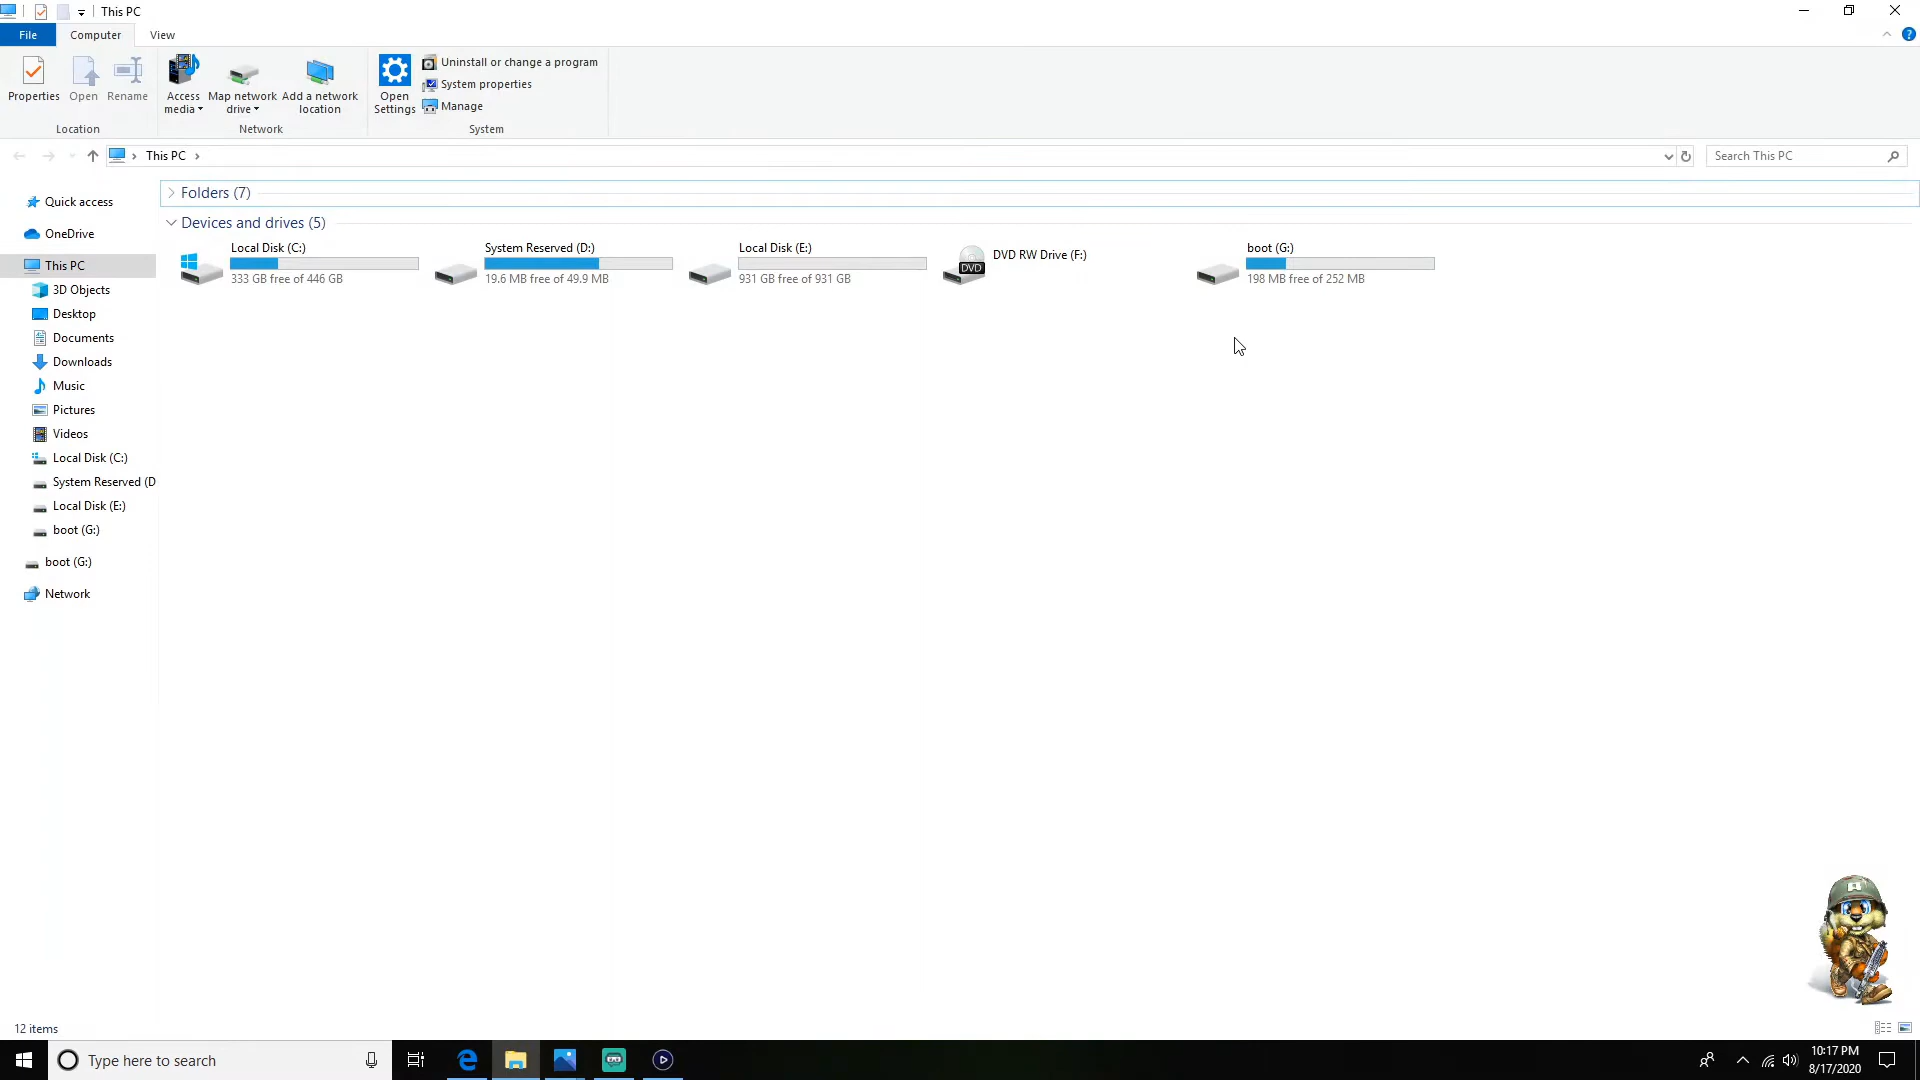 This PC
File
Computer
View
Properties
Open
Rename
Access media
Map network drive
Add a network location
Open Settings
Uninstall or change a program
System properties
Manage
Location
Network
System
This PC
Search This PC
Quick access
OneDrive
This PC
3D Objects
Desktop
Documents
Downloads
Music
Pictures
Videos
Local Disk (C:)
System Reserved (D
Local Disk (E:)
boot (G:)
boot (G:)
Network
Folders (7)
Devices and drives (5)
Local Disk (C:)
333 GB free of 446 GB
System Reserved (D:)
19.6 MB free of 49.9 MB
Local Disk (E:)
931 GB free of 931 GB
DVD
DVD RW Drive (F:)
boot (G:)
198 MB free of 252 MB
12 items
Type here to search
10:17 PM
8/17/2020